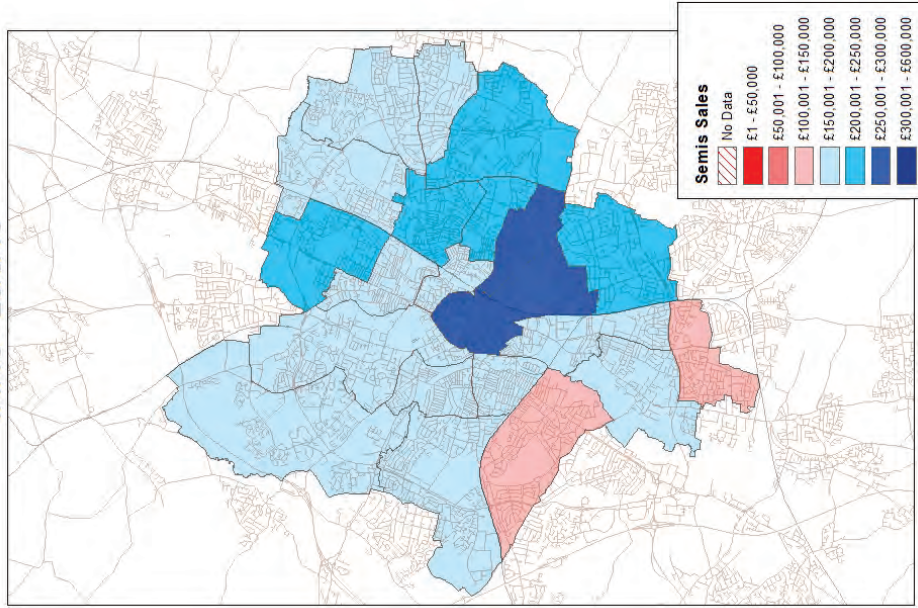 Semis Sales
No Data
£1 - £50,000
£50,001 - £100,000
£100,001 - £150,000
£150,001 - £200,000
£200,001 - £250,000
£250,001 - £300,000
£300,001 - £600,000